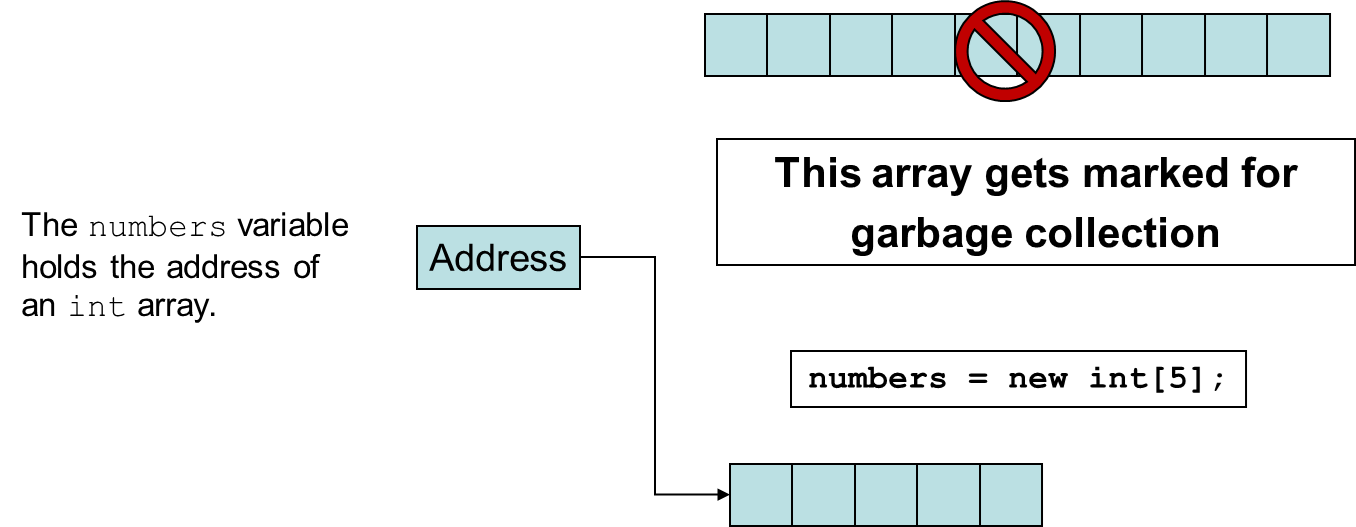 This array gets marked for
garbage collection
The numbers variable
holds the address of
an int array.
Address
numbers = new int[5];